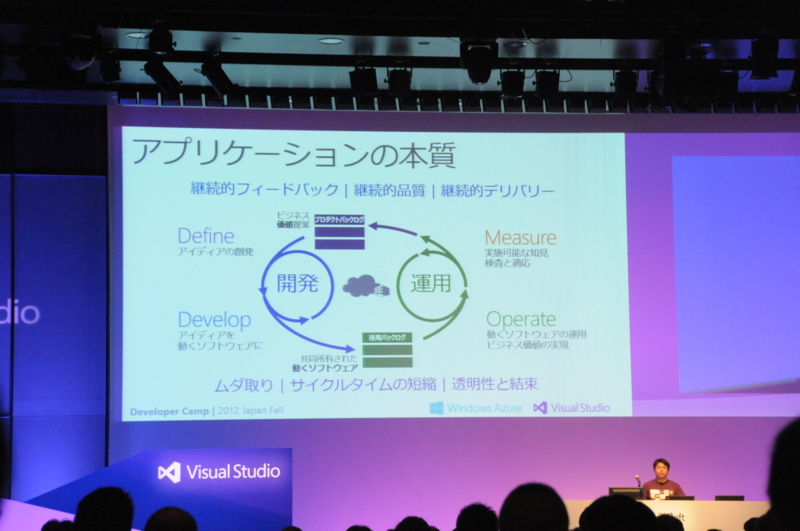 アプリケーションの本質
継続的フィードバック | 継続的品質 | 継続的デリバリー
ビジネス
価値提案
プロダクトバックログ
Define
アイディアの創発
Measure
実施可能な知見
検査と適応
開発
運用
Develop
アイディアを
動くソフトウェアに
Operate
動くソフトウェアの運用
ビジネス価値の実現
運用バックログ
共同所有された
動くソフトウェア
ムダ取り | サイクルタイムの短縮 | 透明性と結束
Developer Camp | 2012 Japan Fall
Windows Azure
Visual Studio
dio
Visual Studio